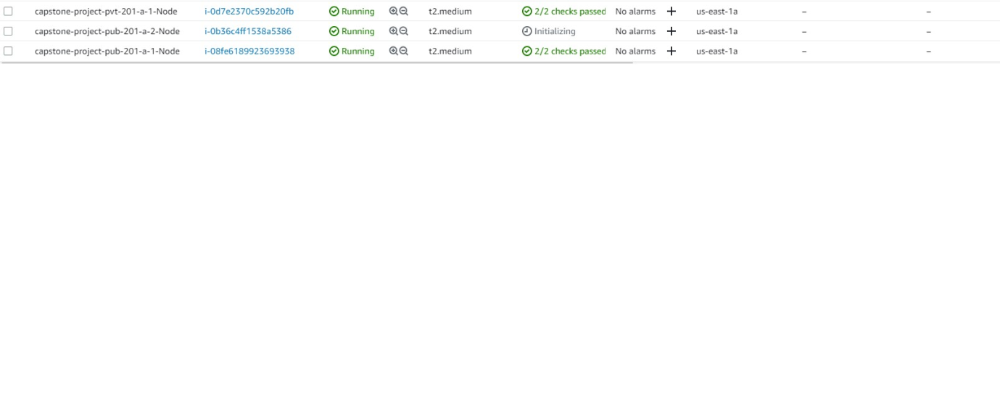 capstone-project-pvt-201-a-1-Node i-0d7e2370c592b20fb Running t2.medium 2/2 checks passed No alarms + us-east-1a – –
capstone-project-pub-201-a-2-Node i-0b36c4ff1538a5386 Running t2.medium Initializing No alarms + us-east-1a – –
capstone-project-pub-201-a-1-Node i-08fe6189923693938 Running t2.medium 2/2 checks passed No alarms + us-east-1a – –